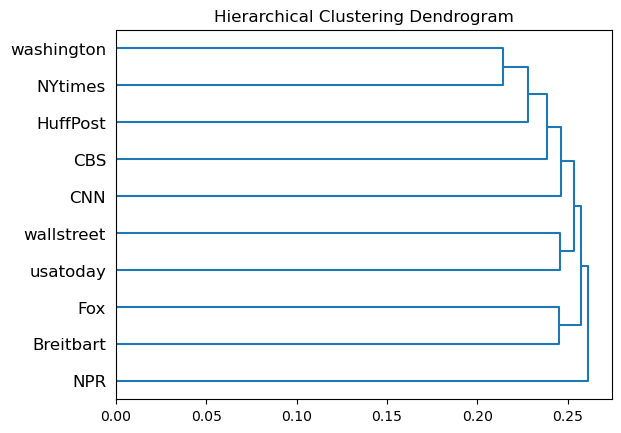 Hierarchical Clustering Dendrogram
washington
NYtimes
HuffPost
CBS
CNN
wallstreet
usatoday
Fox
Breitbart
NPR
0.00 0.05 0.10 0.15 0.20 0.25